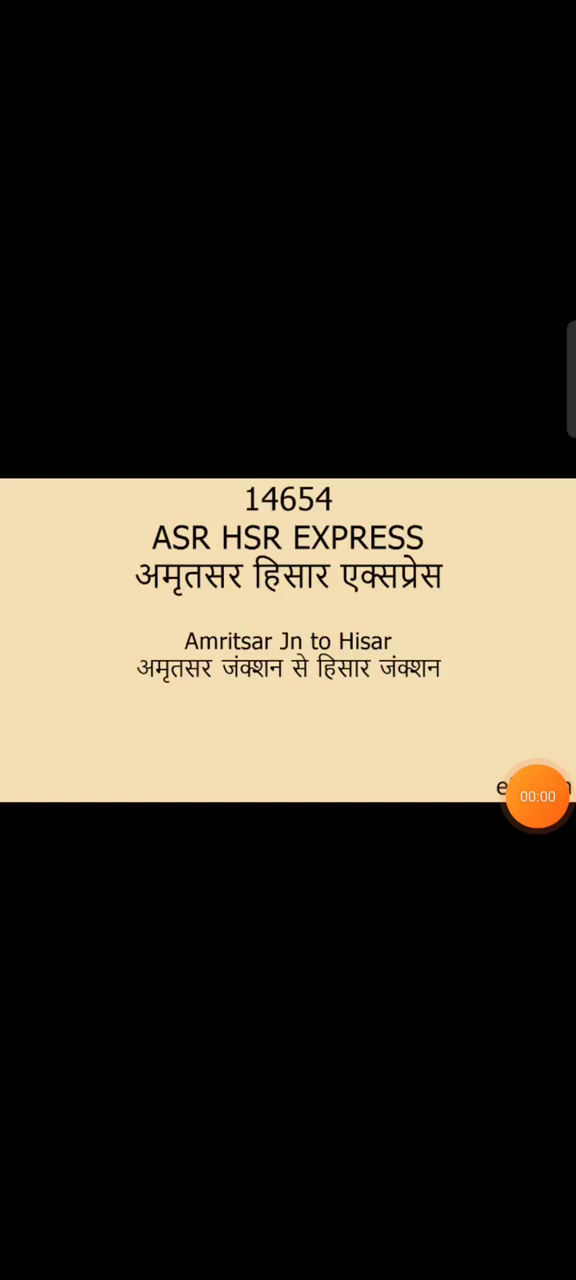 14654
ASR HSR EXPRESS
अमृतसर हिसार एक्सप्रेस
Amritsar Jn to Hisar
अमृतसर जंक्शन से हिसार जंक्शन
00:00